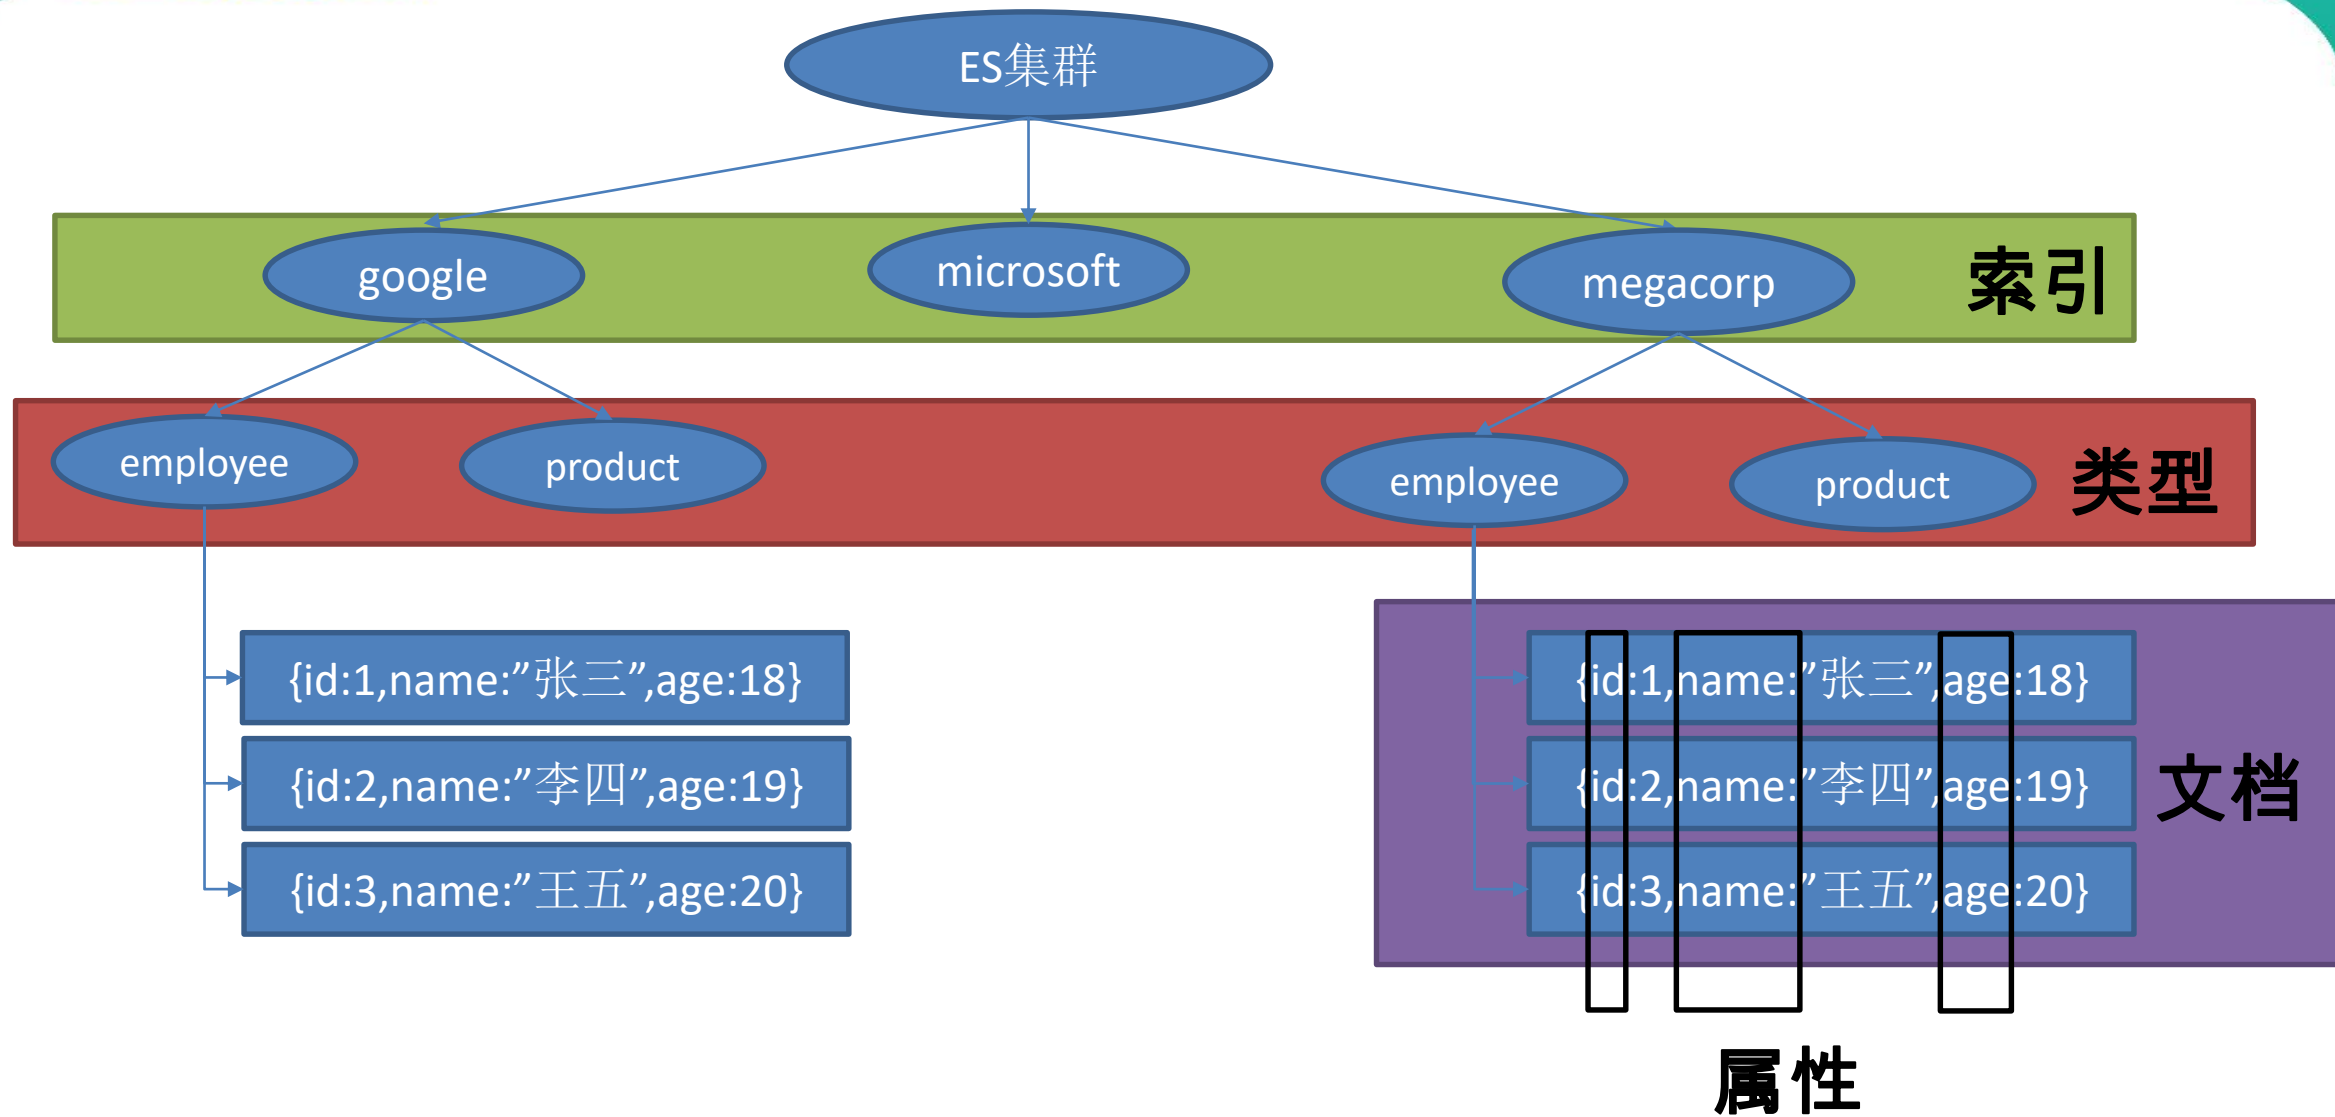 ES集群
google
microsoft
megacorp
索引
employee
product
employee
product
类型
{id:1,name:”张三”,age:18}
{id:2,name:”李四”,age:19}
{id:3,name:”王五”,age:20}
{id:1,name:”张三”,age:18}
{id:2,name:”李四”,age:19}
{id:3,name:”王五”,age:20}
文档
属性